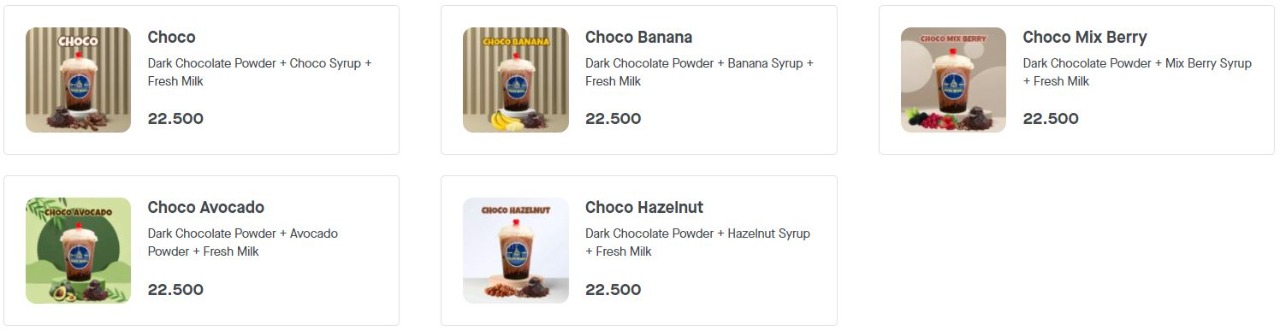 CHOCO
Choco
Dark Chocolate Powder + Choco Syrup +
Fresh Milk
22.500
CHOCO BANANA
Choco Banana
Dark Chocolate Powder + Banana Syrup +
Fresh Milk
22.500
CHOCO MIX BERRY
Choco Mix Berry
Dark Chocolate Powder + Mix Berry Syrup
+ Fresh Milk
22.500
CHOCO AVOCADO
Choco Avocado
Dark Chocolate Powder + Avocado
Powder + Fresh Milk
22.500
CHOCO HAZELNUT
Choco Hazelnut
Dark Chocolate Powder + Hazelnut Syrup
+ Fresh Milk
22.500